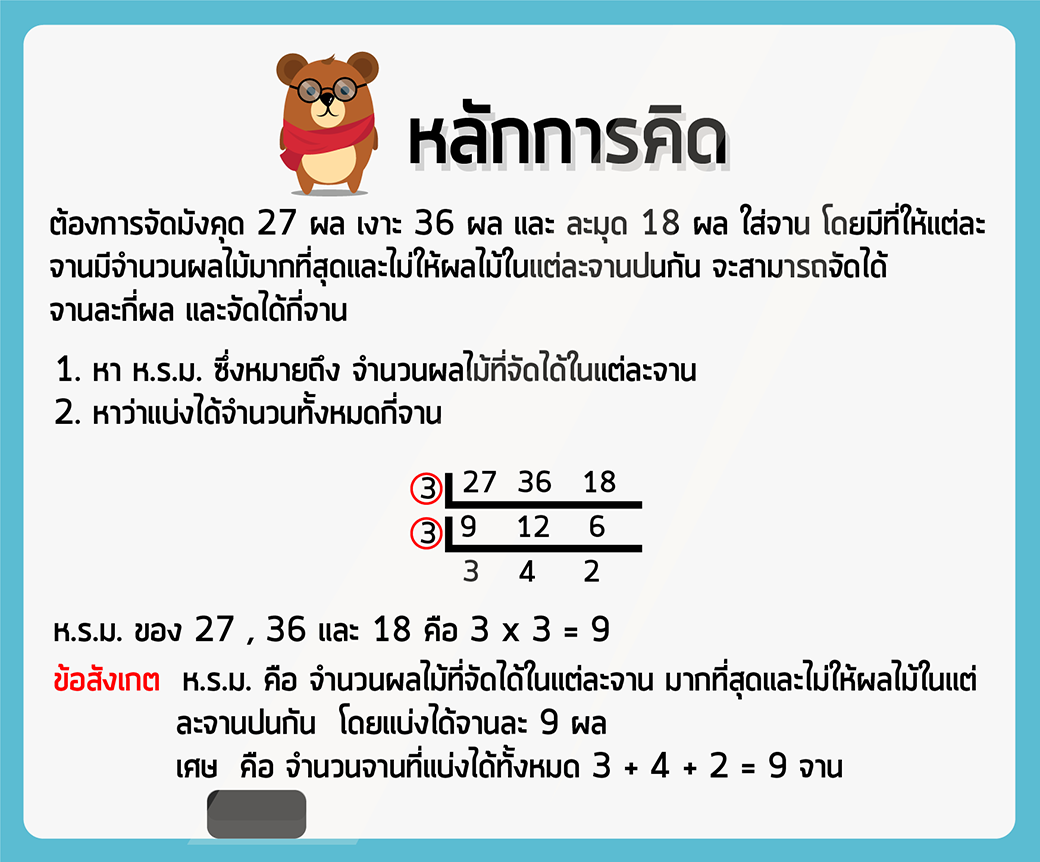 หลักการคิด
ต้องการจัดมังคุด 27 ผล เงาะ 36 ผล และ ละมุด 18 ผล ใส่จาน โดยมีที่ให้แต่ละ
จานมีจำนวนผลไม้มากที่สุดและไม่ให้ผลไม้ในแต่ละจานปนกัน จะสามารถจัดได้
จานละกี่ผล และจัดได้กี่จาน
1. หา ห.ร.ม. ซึ่งหมายถึง จำนวนผลไม้ที่จัดได้ในแต่ละจาน
2. หาว่าแบ่งได้จำนวนทั้งหมดกี่จาน
3 27 36 18
3 9 12 6
3 4 2
ห.ร.ม. ของ 27 , 36 และ 18 คือ 3 x 3 = 9
ข้อสังเกต ห.ร.ม. คือ จำนวนผลไม้ที่จัดได้ในแต่ละจาน มากที่สุดและไม่ให้ผลไม้ในแต่
ละจานปนกัน โดยแบ่งได้จานละ 9 ผล
เศษ คือ จำนวนจานที่แบ่งได้ทั้งหมด 3 + 4 + 2 = 9 จาน